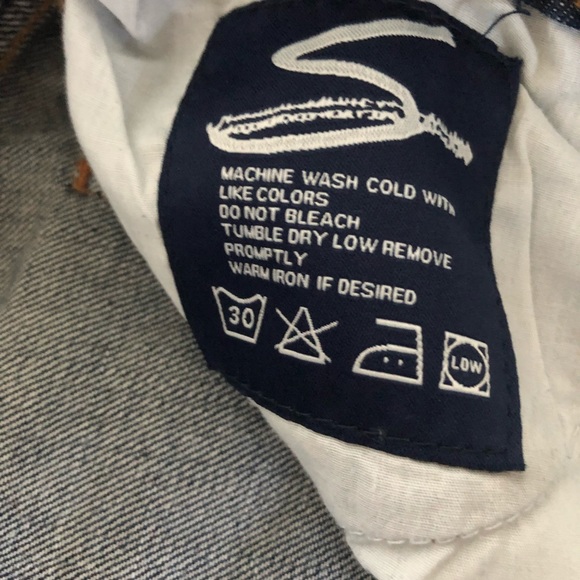 S
MACHINE WASH COLD WITH
LIKE COLORS
DO NOT BLEACH
TUMBLE DRY LOW REMOVE
PROMPTLY
WARM IRON IF DESIRED
30
LOW